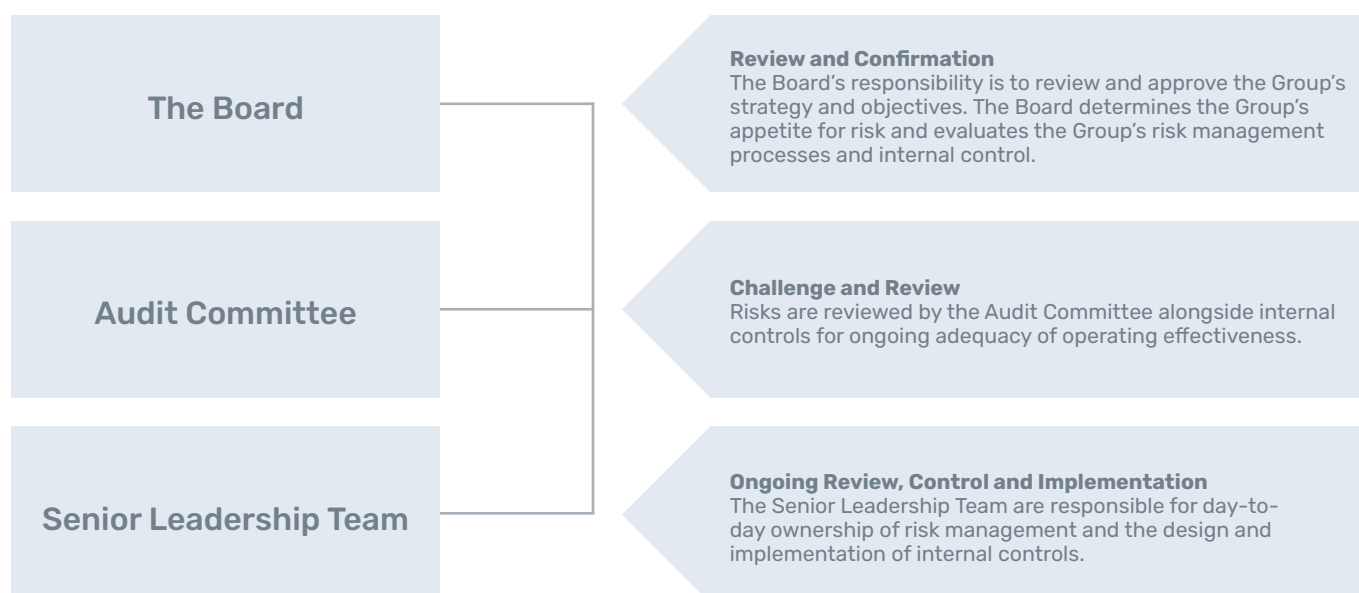 The Board
Review and Confirmation
The Board’s responsibility is to review and approve the Group’s
strategy and objectives. The Board determines the Group’s
appetite for risk and evaluates the Group’s risk management
processes and internal control.
Audit Committee
Challenge and Review
Risks are reviewed by the Audit Committee alongside internal
controls for ongoing adequacy of operating effectiveness.
Senior Leadership Team
Ongoing Review, Control and Implementation
The Senior Leadership Team are responsible for day-to-
day ownership of risk management and the design and
implementation of internal controls.